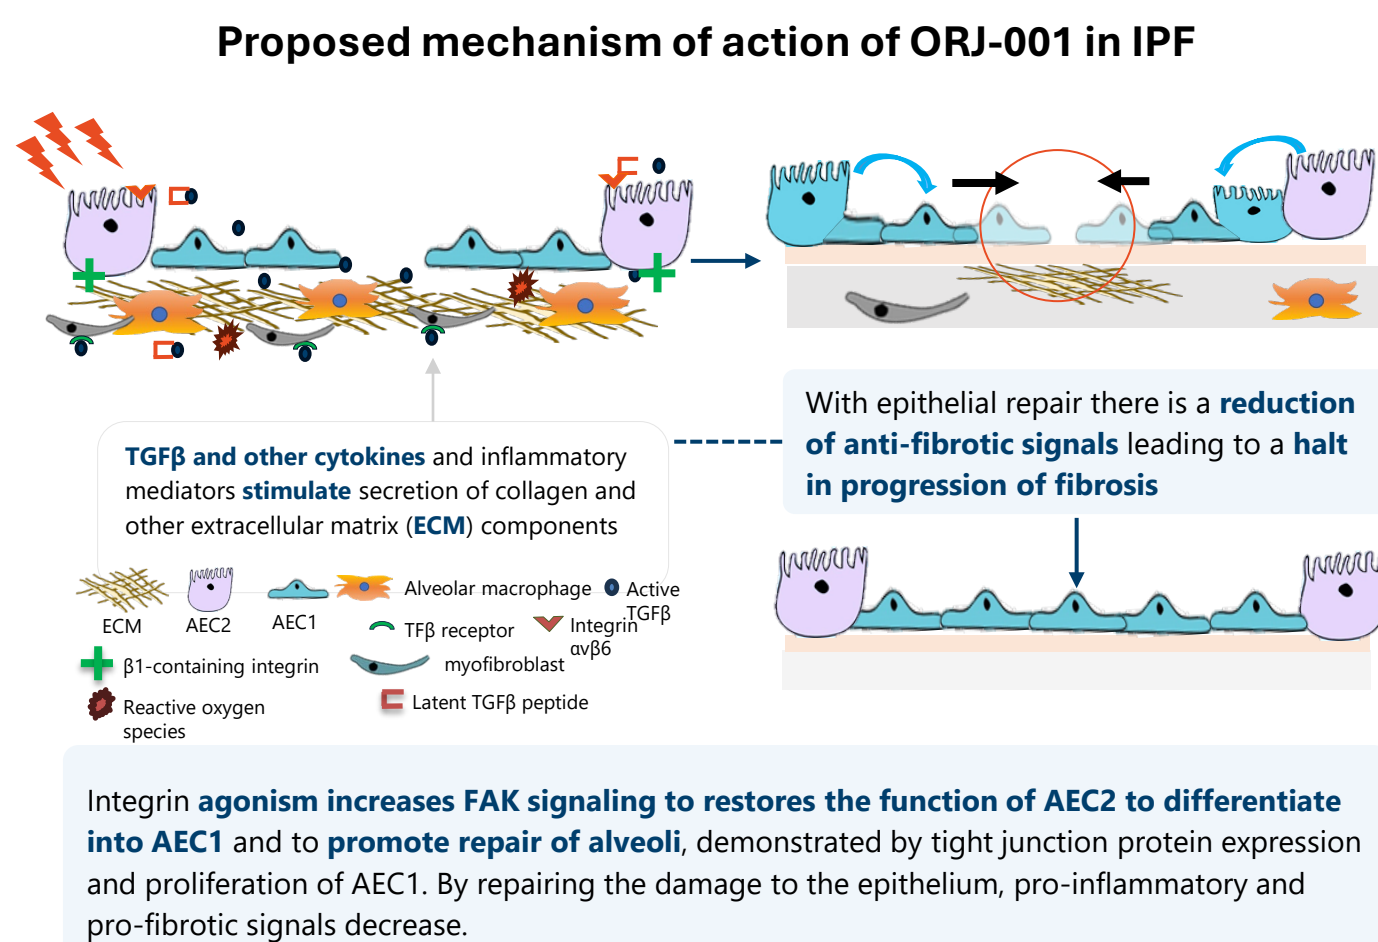 Proposed mechanism of action of ORJ-001 in IPF
TGFβ and other cytokines and inflammatory
mediators stimulate secretion of collagen and
other extracellular matrix (ECM) components
With epithelial repair there is a reduction
of anti-fibrotic signals leading to a halt
in progression of fibrosis
ECM
AEC2
AEC1
Alveolar macrophage
Active
TGFβ
TFβ receptor
Integrin
αvβ6
β1-containing integrin
myofibroblast
Reactive oxygen
species
Latent TGFβ peptide
Integrin agonism increases FAK signaling to restores the function of AEC2 to differentiate
into AEC1 and to promote repair of alveoli, demonstrated by tight junction protein expression
and proliferation of AEC1. By repairing the damage to the epithelium, pro-inflammatory and
pro-fibrotic signals decrease.